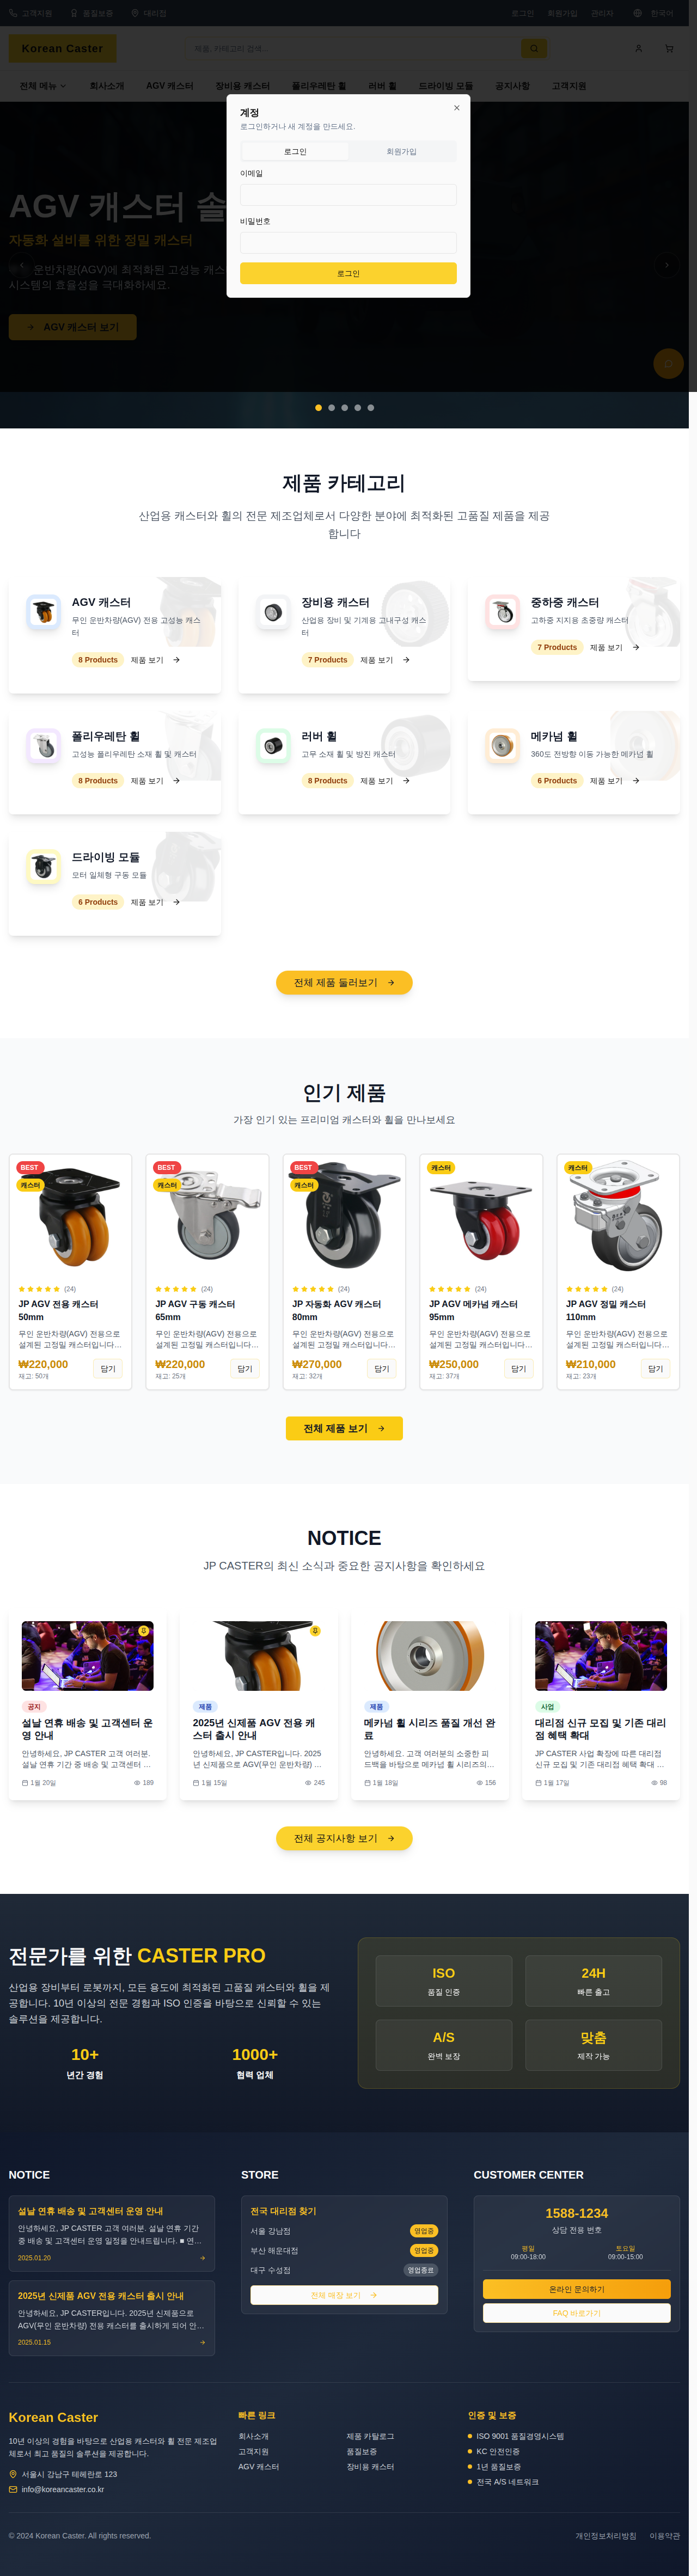 고객지원 품질보증 대리점 로그인 회원가입 관리자 한국어
Korean Caster 제품, 카테고리 검색...
전체 메뉴 회사소개 AGV 캐스터 장비용 캐스터 폴리우레탄 휠 러버 휠 드라이빙 모듈 공지사항 고객지원
계정
로그인하거나 새 계정을 만드세요.
로그인 회원가입
이메일
비밀번호
로그인
AGV 캐스터 솔
자동화 설비를 위한 정밀 캐스터
운반차량(AGV)에 최적화된 고성능 캐스
시스템의 효율성을 극대화하세요.
AGV 캐스터 보기
제품 카테고리
산업용 캐스터와 휠의 전문 제조업체로서 다양한 분야에 최적화된 고품질 제품을 제공
합니다
AGV 캐스터
무인 운반차량(AGV) 전용 고성능 캐스
터
8 Products 제품 보기
장비용 캐스터
산업용 장비 및 기계용 고내구성 캐스
터
7 Products 제품 보기
중하중 캐스터
고하중 지지용 초중량 캐스터
7 Products 제품 보기
폴리우레탄 휠
고성능 폴리우레탄 소재 휠 및 캐스터
8 Products 제품 보기
러버 휠
고무 소재 휠 및 방진 캐스터
8 Products 제품 보기
메카넘 휠
360도 전방향 이동 가능한 메카넘 휠
6 Products 제품 보기
드라이빙 모듈
모터 일체형 구동 모듈
6 Products 제품 보기
전체 제품 둘러보기
인기 제품
가장 인기 있는 프리미엄 캐스터와 휠을 만나보세요
BEST
캐스터
(24)
JP AGV 전용 캐스터
50mm
무인 운반차량(AGV) 전용으로
설계된 고정밀 캐스터입니다...
₩220,000
재고: 50개
담기
BEST
캐스터
(24)
JP AGV 구동 캐스터
65mm
무인 운반차량(AGV) 전용으로
설계된 고정밀 캐스터입니다...
₩220,000
재고: 25개
담기
BEST
캐스터
(24)
JP 자동화 AGV 캐스터
80mm
무인 운반차량(AGV) 전용으로
설계된 고정밀 캐스터입니다...
₩270,000
재고: 32개
담기
캐스터
(24)
JP AGV 메카넘 캐스터
95mm
무인 운반차량(AGV) 전용으로
설계된 고정밀 캐스터입니다...
₩250,000
재고: 37개
담기
캐스터
(24)
JP AGV 정밀 캐스터
110mm
무인 운반차량(AGV) 전용으로
설계된 고정밀 캐스터입니다...
₩210,000
재고: 23개
담기
전체 제품 보기
NOTICE
JP CASTER의 최신 소식과 중요한 공지사항을 확인하세요
공지
설날 연휴 배송 및 고객센터 운
영 안내
안녕하세요, JP CASTER 고객 여러분.
설날 연휴 기간 중 배송 및 고객센터 ...
1월 20일 189
제품
2025년 신제품 AGV 전용 캐
스터 출시 안내
안녕하세요, JP CASTER입니다. 2025
년 신제품으로 AGV(무인 운반차량) ...
1월 15일 245
제품
메카넘 휠 시리즈 품질 개선 완
료
안녕하세요. 고객 여러분의 소중한 피
드백을 바탕으로 메카넘 휠 시리즈의...
1월 18일 156
사업
대리점 신규 모집 및 기존 대리
점 혜택 확대
JP CASTER 사업 확장에 따른 대리점
신규 모집 및 기존 대리점 혜택 확대 ...
1월 17일 98
전체 공지사항 보기
전문가를 위한 CASTER PRO
산업용 장비부터 로봇까지, 모든 용도에 최적화된 고품질 캐스터와 휠을 제
공합니다. 10년 이상의 전문 경험과 ISO 인증을 바탕으로 신뢰할 수 있는
솔루션을 제공합니다.
10+ 1000+
년간 경험 협력 업체
ISO 24H
품질 인증 빠른 출고
A/S 맞춤
완벽 보장 제작 가능
NOTICE
설날 연휴 배송 및 고객센터 운영 안내
안녕하세요, JP CASTER 고객 여러분. 설날 연휴 기간
중 배송 및 고객센터 운영 일정을 안내드립니다. ■ 연...
2025.01.20
2025년 신제품 AGV 전용 캐스터 출시 안내
안녕하세요, JP CASTER입니다. 2025년 신제품으로
AGV(무인 운반차량) 전용 캐스터를 출시하게 되어 안...
2025.01.15
STORE
전국 대리점 찾기
서울 강남점 영업중
부산 해운대점 영업중
대구 수성점 영업종료
전체 매장 보기
CUSTOMER CENTER
1588-1234
상담 전용 번호
평일 토요일
09:00-18:00 09:00-15:00
온라인 문의하기
FAQ 바로가기
Korean Caster
10년 이상의 경험을 바탕으로 산업용 캐스터와 휠 전문 제조업
체로서 최고 품질의 솔루션을 제공합니다.
서울시 강남구 테헤란로 123
info@koreancaster.co.kr
빠른 링크
회사소개 제품 카탈로그
고객지원 품질보증
AGV 캐스터 장비용 캐스터
인증 및 보증
ISO 9001 품질경영시스템
KC 안전인증
1년 품질보증
전국 A/S 네트워크
© 2024 Korean Caster. All rights reserved. 개인정보처리방침 이용약관